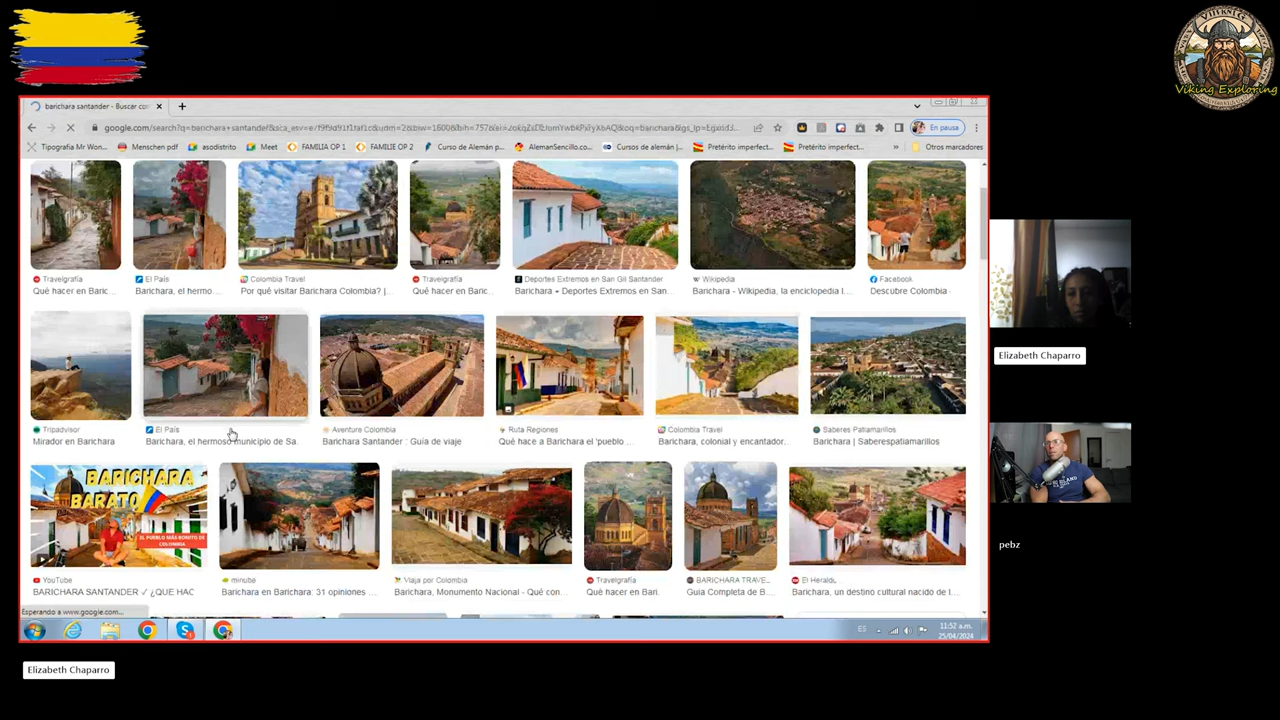 Viking Exploring
barichara santander - Buscar co
En pausa
Tipografia Mr Won...
Menschen pdf
asodistrito
Meet
FAMILIA OP 1
FAMILIE OP 2
Curso de Alemán p...
AlemanSencillo.co...
Cursos de alemán |...
Pretérito imperfect...
Pretérito imperfect...
»
Otros marcadores
Travelgrafía
El País
Colombia Travel
Travelgrafía
Deportes Extremos en San Gil Santander
Wikipedia
Facebook
Qué hacer en Baric...
Barichara, el hermo...
Por qué visitar Barichara Colombia? |...
Qué hacer en Baric...
Barichara » Deportes Extremos en San...
Barichara - Wikipedia, la enciclopedia l...
Descubre Colombia -
Tripadvisor
El País
Aventure Colombia
Ruta Regiones
Colombia Travel
Saberes Patiamarillos
Mirador en Barichara
Barichara, el hermoso municipio de Sa.
Barichara Santander : Guía de viaje
Qué hace a Barichara el 'pueblo ...
Barichara, colonial y encantador...
Barichara | Saberespatiamarillos
BARICHARA
BARATO
EL PUEBLO MÁS BONITO DE
COLOMBIA
YouTube
minube
Viaja por Colombia
Travelgrafía
BARICHARA TRAVE...
El Heraldo
BARICHARA SANTANDER ✓ ¿QUE HAC
Barichara en Barichara: 31 opiniones ...
Barichara, Monumento Nacional - Qué con...
Qué hacer en Bari.
Guia Completa de B...
Barichara, un destino cultural nacido de l...
Esperando a www.google.com...
ES
11:52 a.m.
25/04/2024
Elizabeth Chaparro
pebz
Elizabeth Chaparro